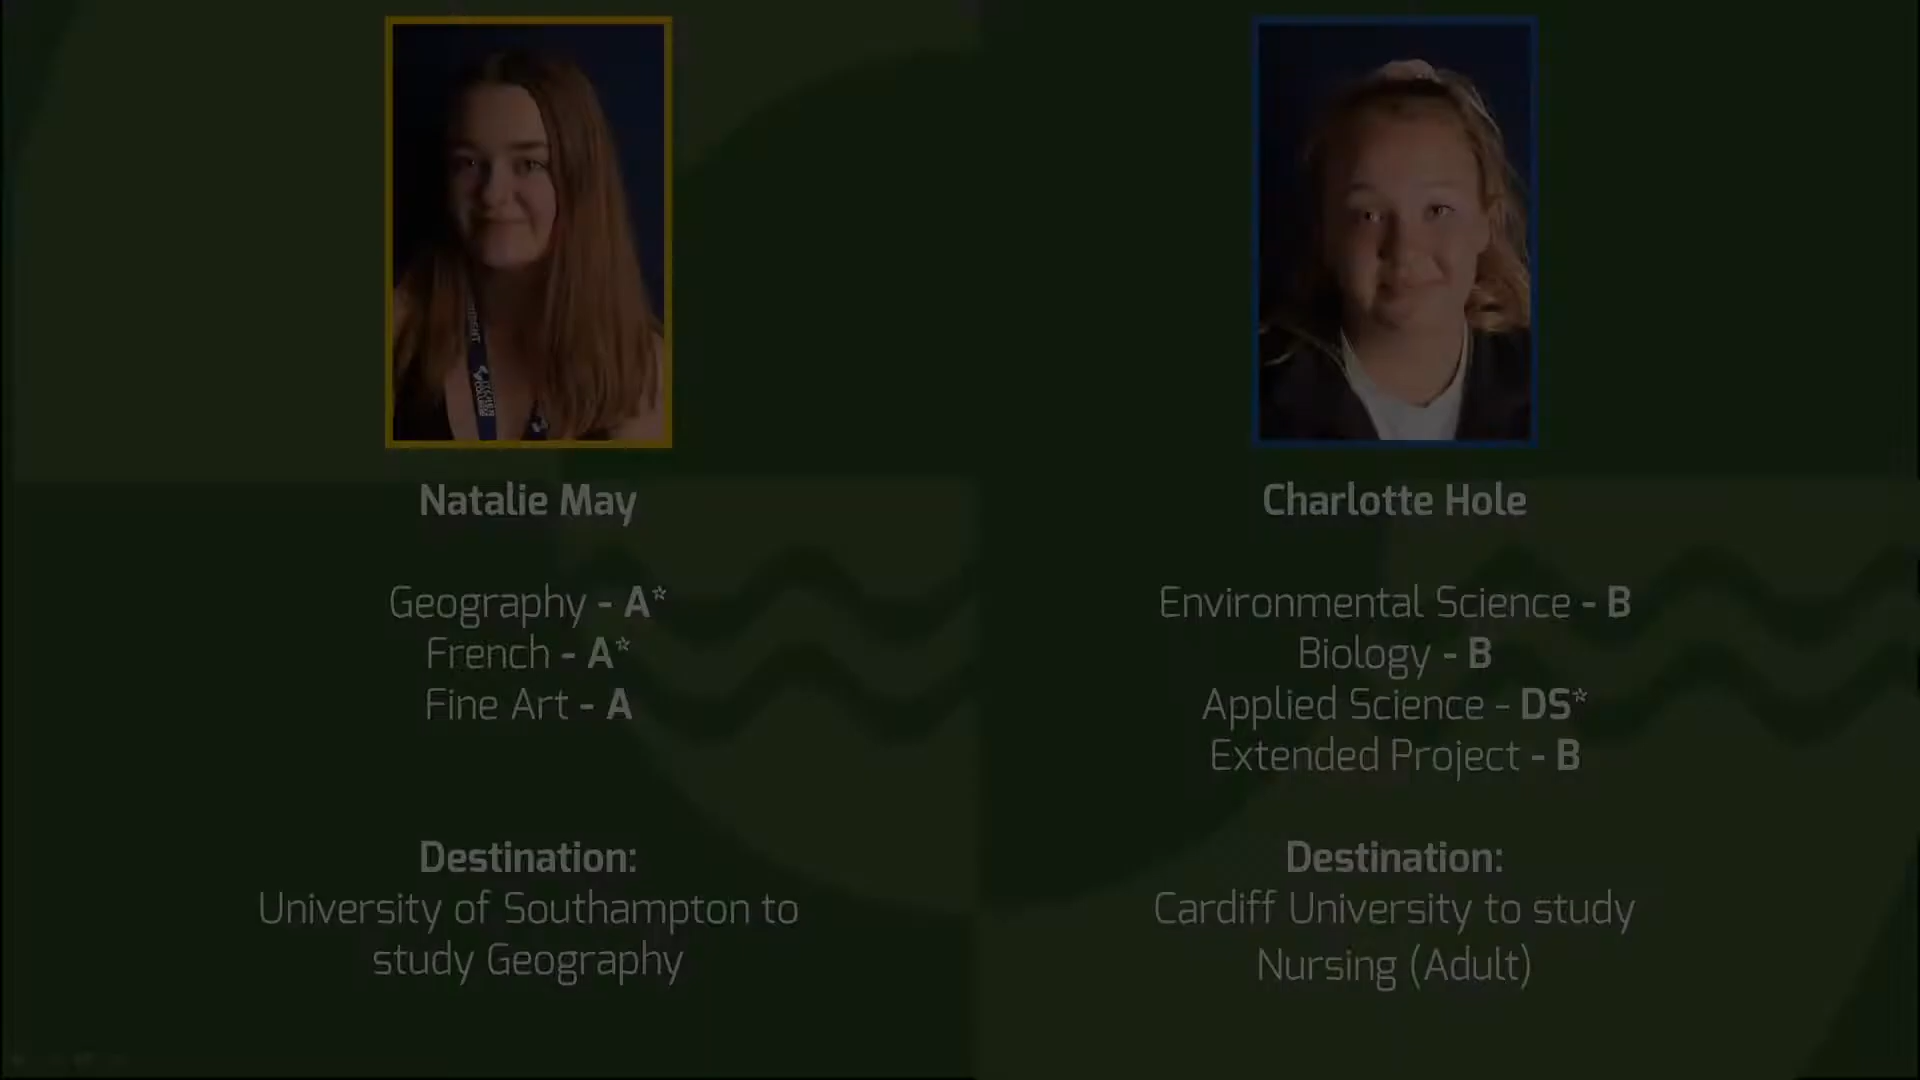 Natalie May
Geography - A*
French - A*
Fine Art - A
Destination:
University of Southampton to
study Geography
Charlotte Hole
Environmental Science - B
Biology - B
Applied Science - DS*
Extended Project - B
Destination:
Cardiff University to study
Nursing (Adult)